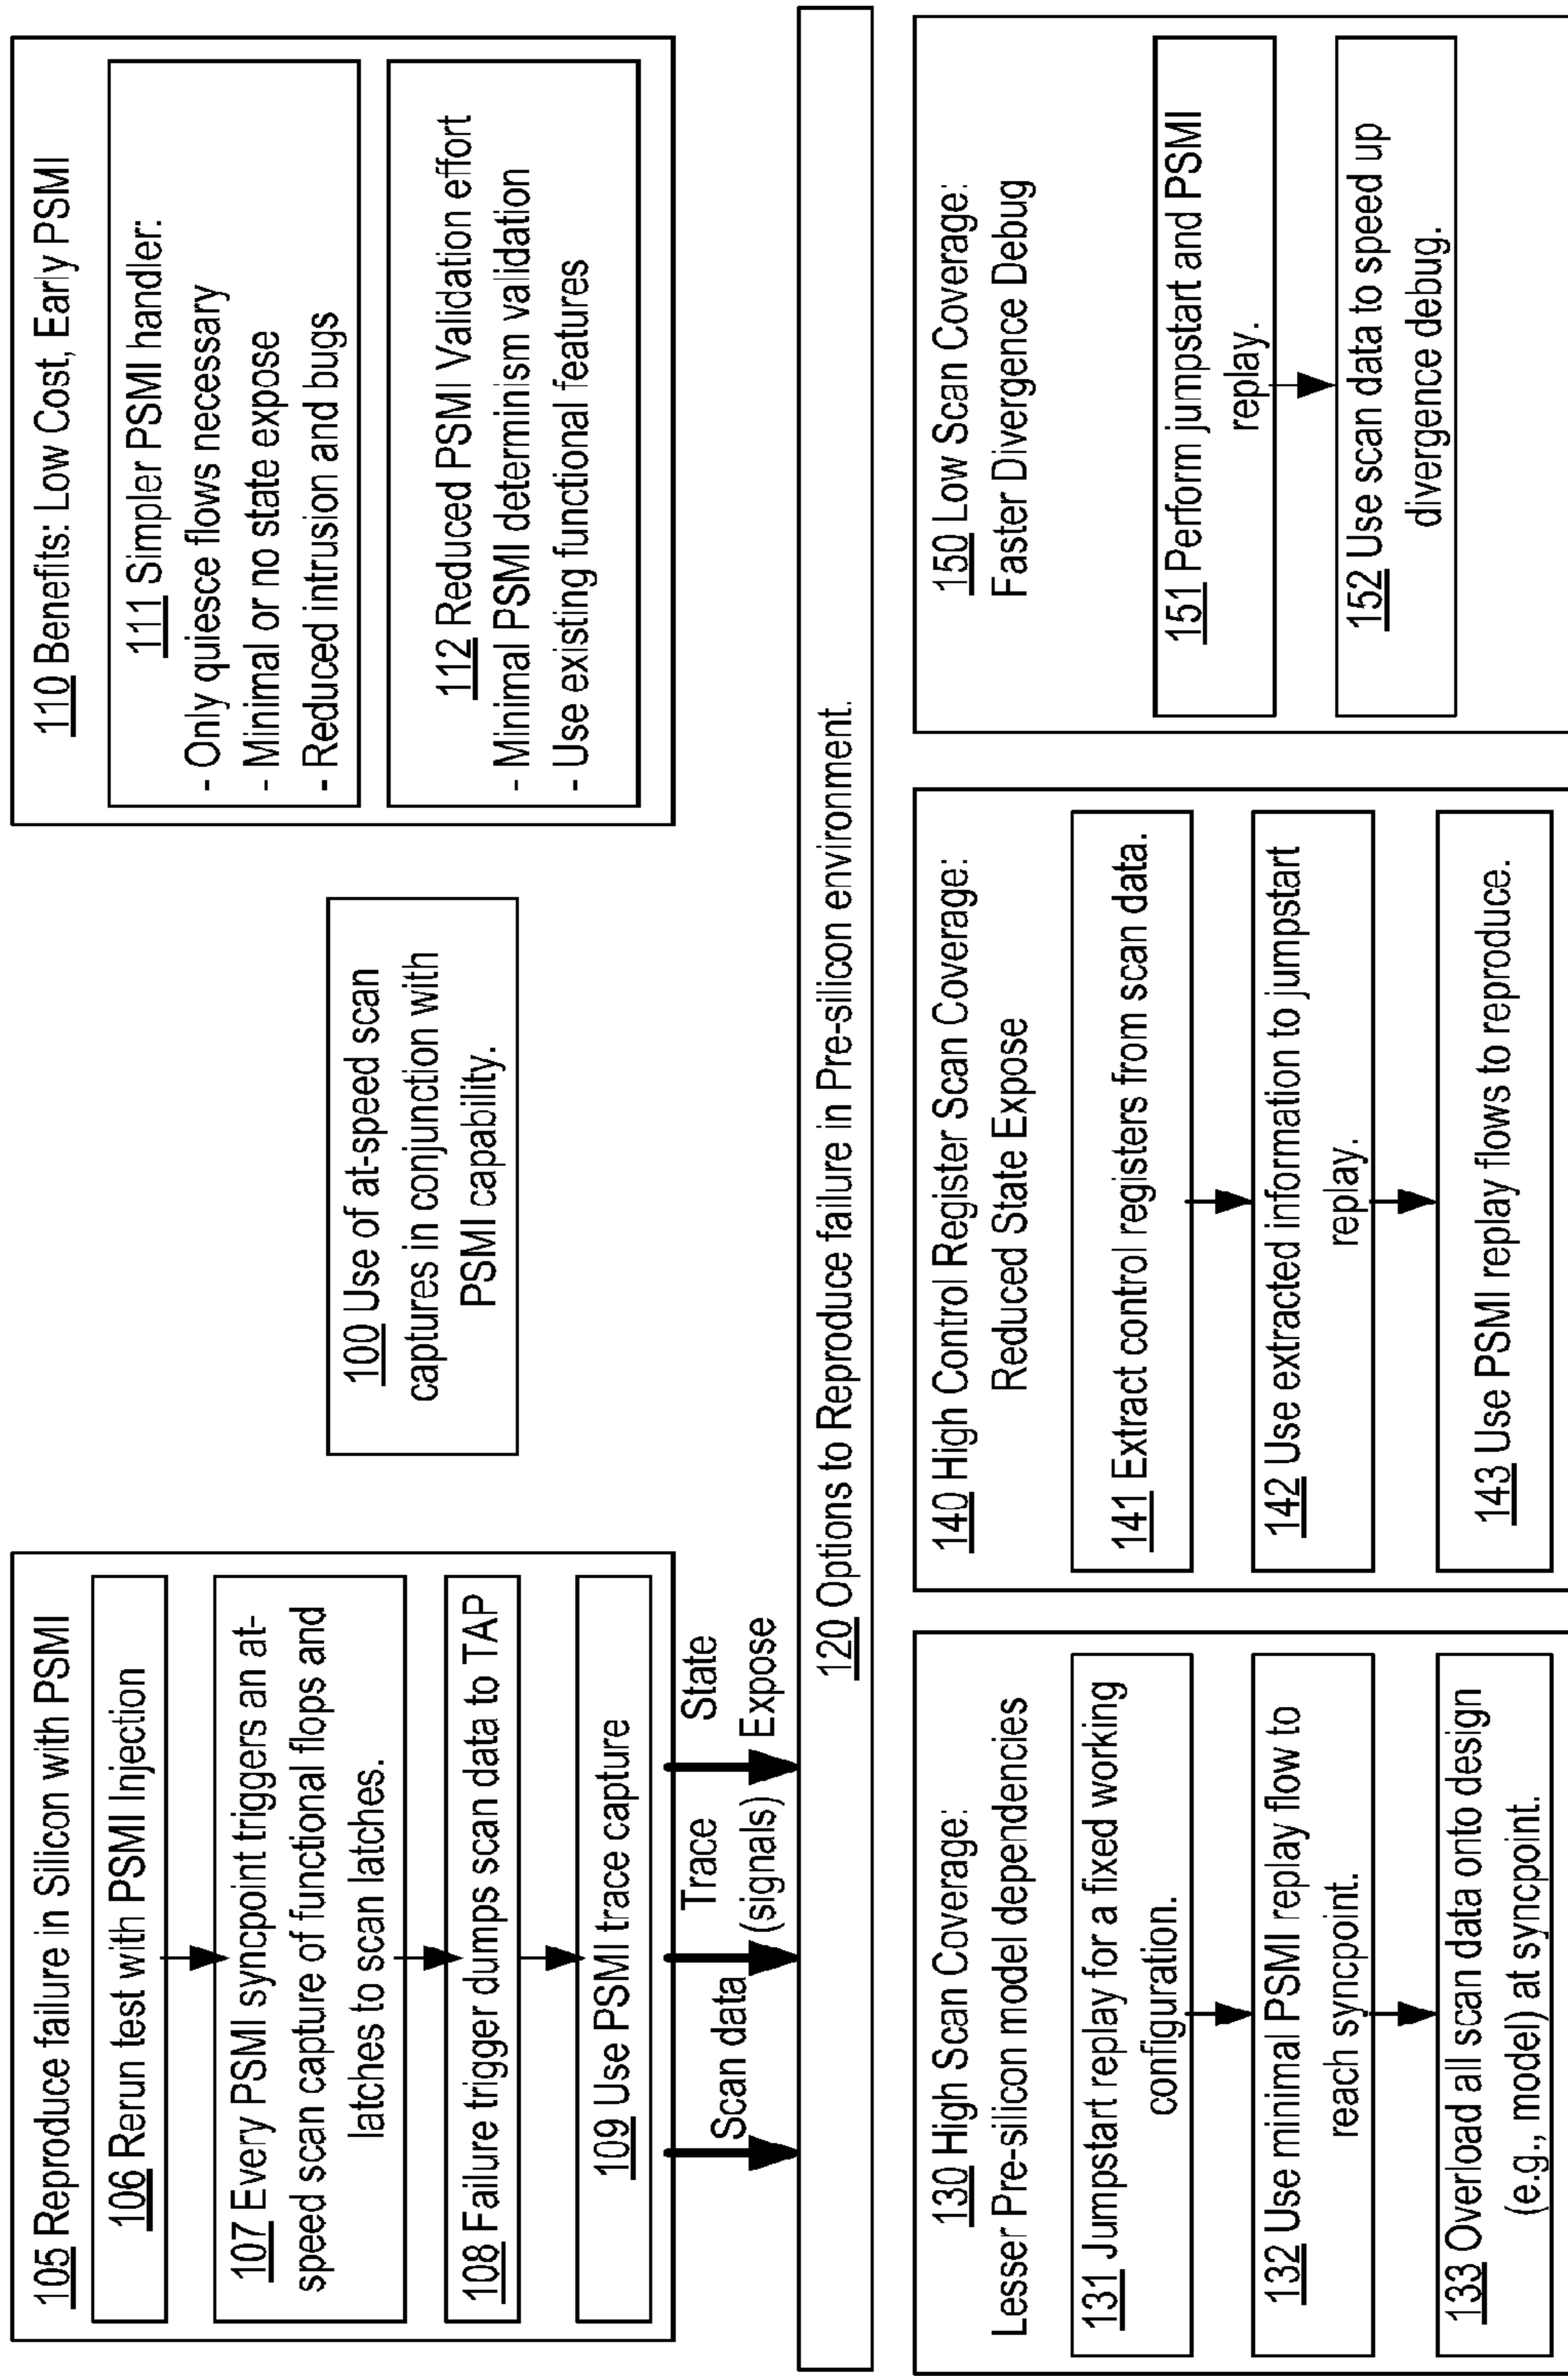 105 Reproduce failure in Silicon with PSMI
106 Rerun test with PSMI Injection
107 Every PSMI syncpoint triggers an at-
speed scan capture of functional flops and
latches to scan latches.
108 Failure trigger dumps scan data to TAP
109 Use PSMI trace capture
Scan data
Trace
(signals)
State
Expose
100 Use of at-speed scan
captures in conjunction with
PSMI capability.
110 Benefits: Low Cost, Early PSMI
111 Simpler PSMI handler:
- Only quiesce flows necessary
- Minimal or no state expose
- Reduced intrusion and bugs
112 Reduced PSMI Validation effort
- Minimal PSMI determinism validation
- Use existing functional features
120 Options to Reproduce failure in Pre-silicon environment.
130 High Scan Coverage:
Lesser Pre-silicon model dependencies
131 Jumpstart replay for a fixed working
configuration.
132 Use minimal PSMI replay flow to
reach syncpoint.
133 Overload all scan data onto design
(e.g., model) at syncpoint.
140 High Control Register Scan Coverage:
Reduced State Expose
141 Extract control registers from scan data.
142 Use extracted information to jumpstart
replay.
143 Use PSMI replay flows to reproduce.
150 Low Scan Coverage:
Faster Divergence Debug
151 Perform jumpstart and PSMI
replay.
152 Use scan data to speed up
divergence debug.